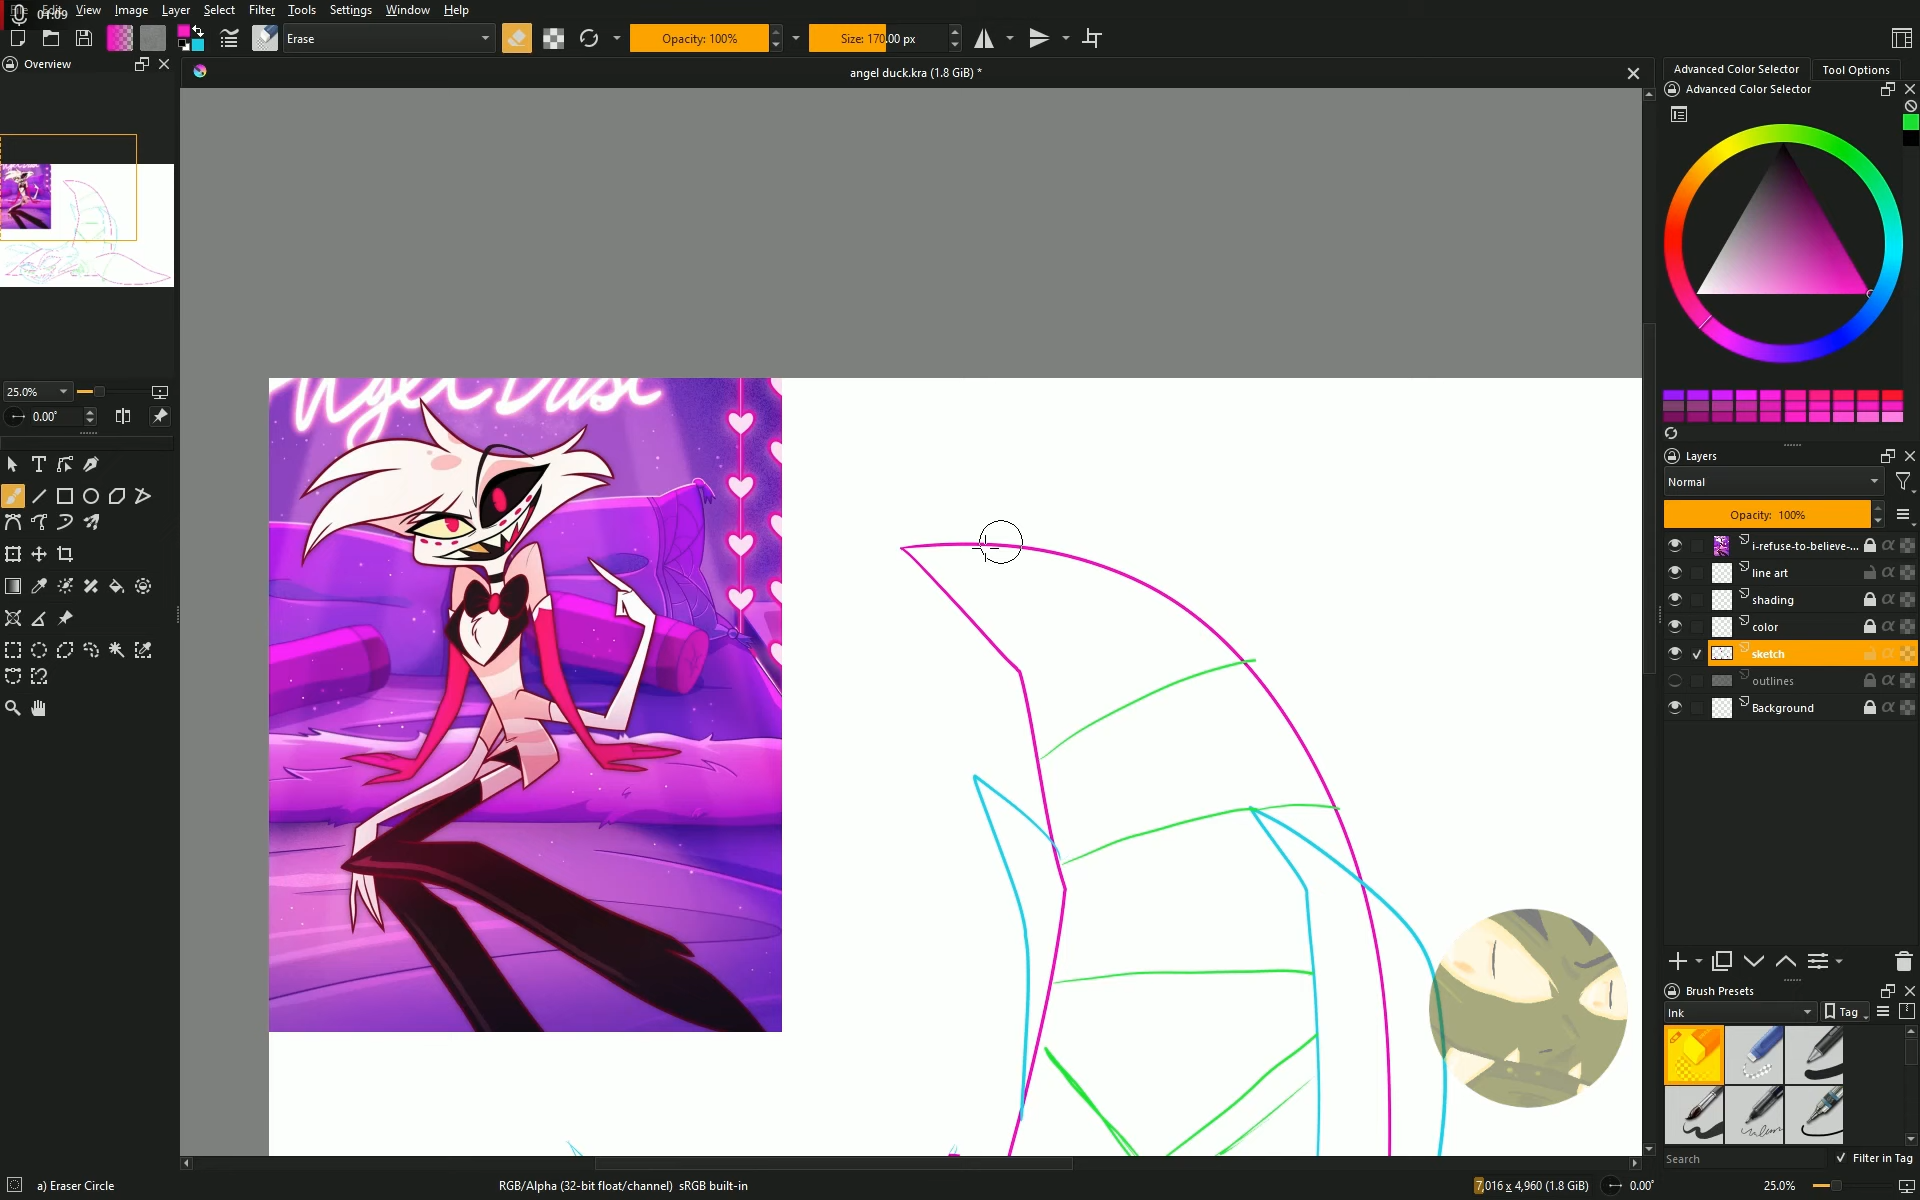 04:09
View Image Layer Select Filter Tools Settings Window Help
Erase
Opacity: 100%
Size: 170.00 px
Overview
angel duck.kra (1.8 GiB) *
Advanced Color Selector Tool Options
Advanced Color Selector
25.0%
0.00°
Angel Dust
Layers
Normal
Opacity: 100%
i-refuse-to-believe-...
line art
shading
color
sketch
outlines
Background
Brush Presets
Ink
Tag
Search
Filter in Tag
a) Eraser Circle
RGB/Alpha (32-bit float/channel) sRGB built-in
7,016 x 4,960 (1.8 GiB)
0.00°
25.0%